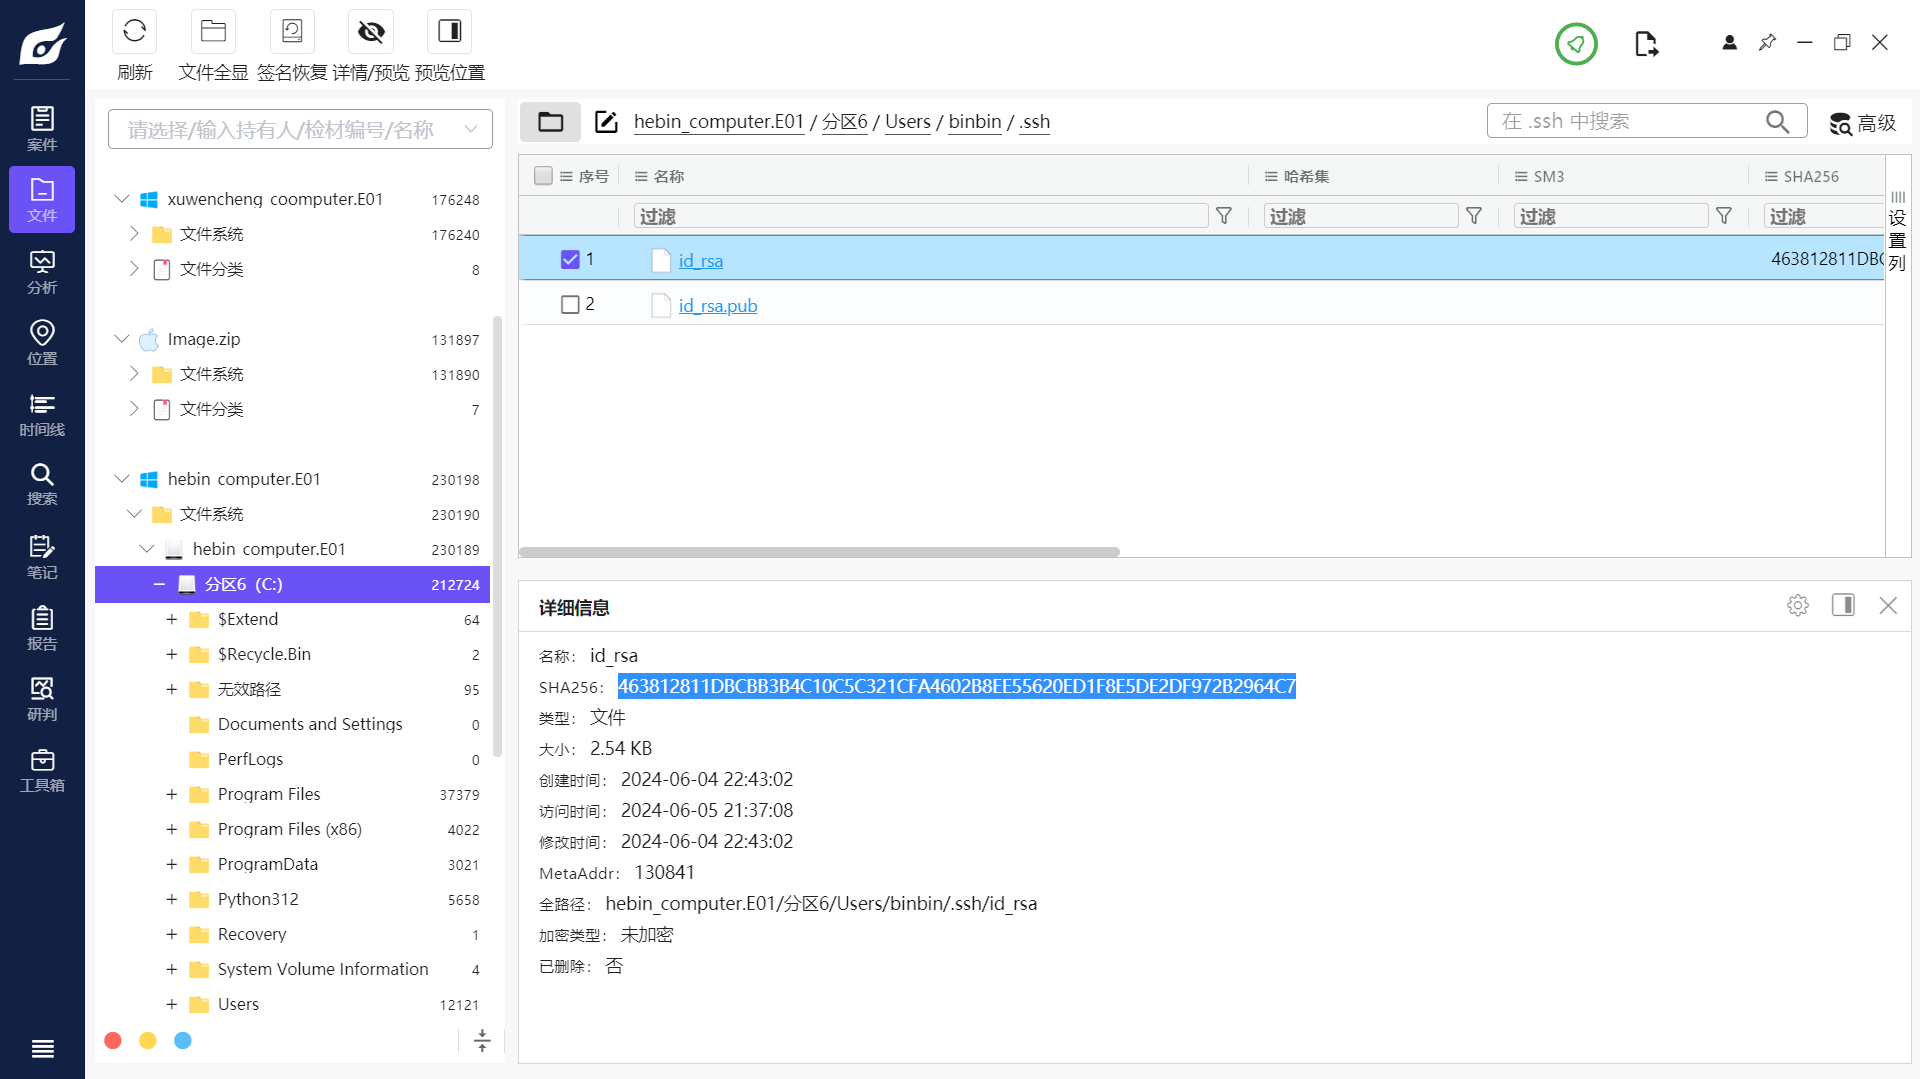 刷新
文件全显
签名恢复
详情/预览
预览位置
案件
文件
分析
位置
时间线
搜索
笔记
报告
研判
工具箱
请选择/输入持有人/检材编号/名称
xuwencheng_coomputer.E01 176248
文件系统 176240
文件分类 8
Image.zip 131897
文件系统 131890
文件分类 7
hebin_computer.E01 230198
文件系统 230190
hebin_computer.E01 230189
分区6 (C:) 212724
$Extend 64
$Recycle.Bin 2
无效路径 95
Documents and Settings 0
PerfLogs 0
Program Files 37379
Program Files (x86) 4022
ProgramData 3021
Python312 5658
Recovery 1
System Volume Information 4
Users 12121
hebin_computer.E01 / 分区6 / Users / binbin / .ssh
在 .ssh 中搜索
高级
序号 名称 哈希集 SM3 SHA256
过滤 过滤 过滤 过滤
1 id_rsa 463812811DBC
2 id_rsa.pub
设置列
详细信息
名称： id_rsa
SHA256： 463812811DBCBB3B4C10C5C321CFA4602B8EE55620ED1F8E5DE2DF972B2964C7
类型： 文件
大小： 2.54 KB
创建时间： 2024-06-04 22:43:02
访问时间： 2024-06-05 21:37:08
修改时间： 2024-06-04 22:43:02
MetaAddr： 130841
全路径： hebin_computer.E01/分区6/Users/binbin/.ssh/id_rsa
加密类型： 未加密
已删除： 否